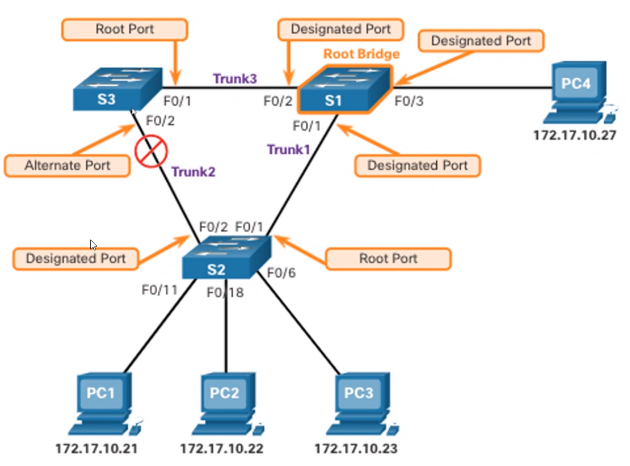 Root Port
Designated Port
Root Bridge
Designated Port
Trunk3
S3
F0/1
F0/2
S1
F0/3
PC4
172.17.10.27
F0/2
F0/1
Trunk1
Alternate Port
Trunk2
Designated Port
F0/2 F0/1
Designated Port
Root Port
S2
F0/6
F0/11
F0/18
PC1
PC2
PC3
172.17.10.21
172.17.10.22
172.17.10.23